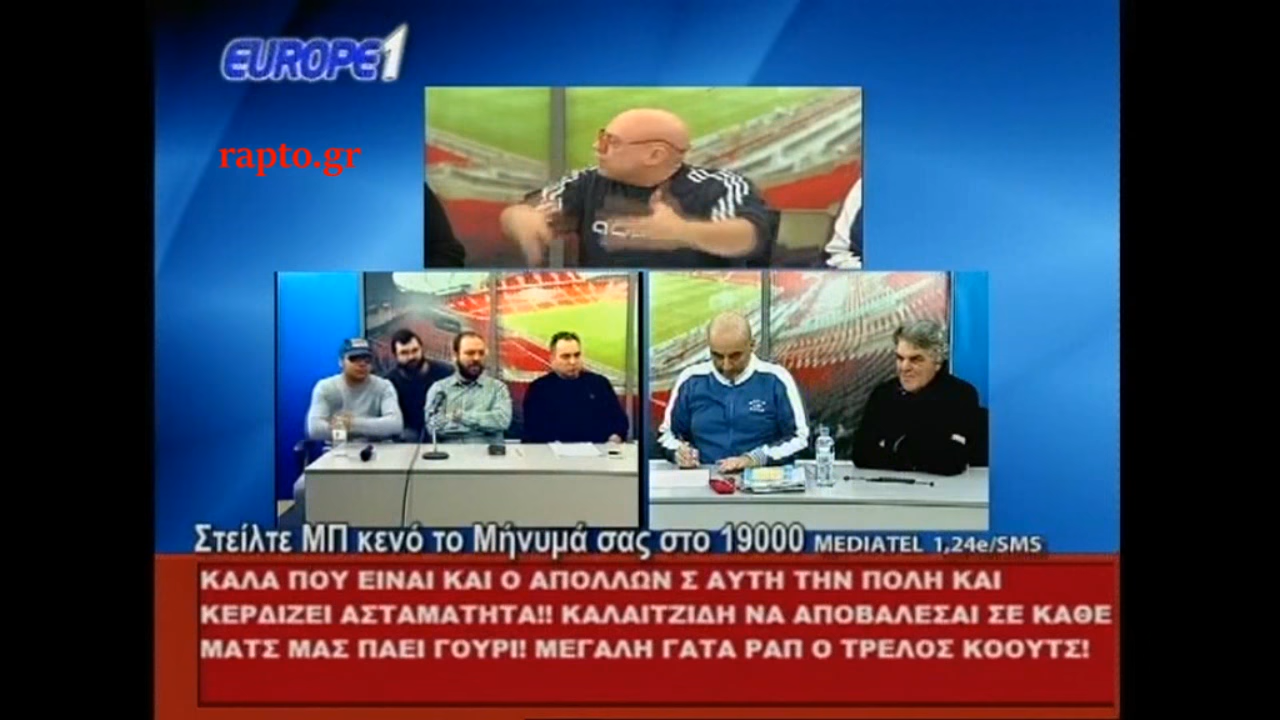 EUROPE1
rapto.gr
Στείλτε ΜΠ κενό το Μήνυμά σας στο 19000 MEDIATEL 1,24e/SMS
ΚΑΛΑ ΠΟΥ ΕΙΝΑΙ ΚΑΙ Ο ΑΠΟΛΛΩΝ Σ ΑΥΤΗ ΤΗΝ ΠΟΛΗ ΚΑΙ
ΚΕΡΔΙΖΕΙ ΑΣΤΑΜΑΤΗΤΑ!! ΚΑΛΑΙΤΖΙΔΗ ΝΑ ΑΠΟΒΑΛΕΣΑΙ ΣΕ ΚΑΘΕ
ΜΑΤΣ ΜΑΣ ΠΑΕΙ ΓΟΥΡΙ! ΜΕΓΑΛΗ ΓΑΤΑ ΡΑΠ Ο ΤΡΕΛΟΣ ΚΟΟΥΤΣ!